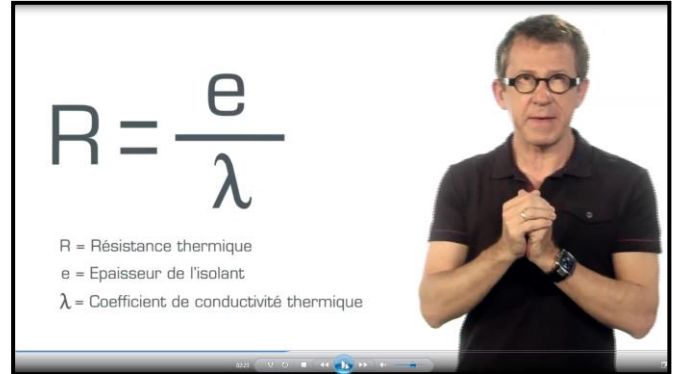 R = e / λ
R = Résistance thermique
e = Epaisseur de l'isolant
λ = Coefficient de conductivité thermique